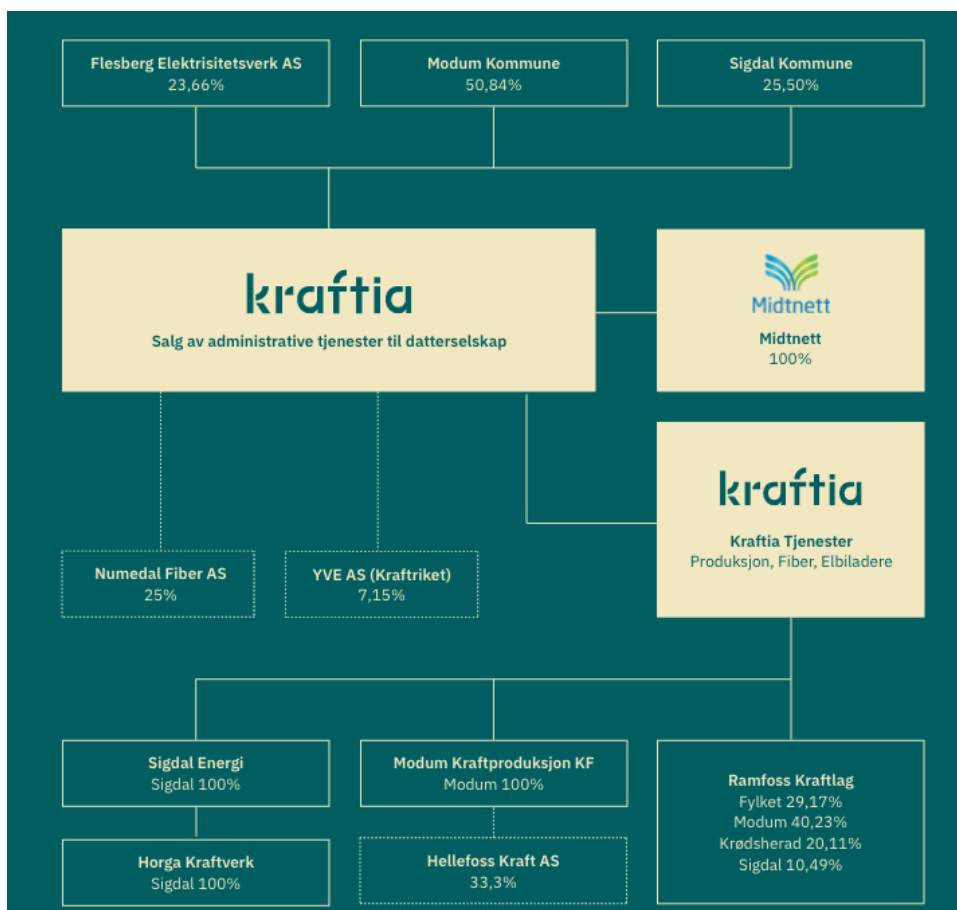 Flesberg Elektrisitetsverk AS
23,66%
Modum Kommune
50,84%
Sigdal Kommune
25,50%
kraftia
Salg av administrative tjenester til datterselskap
Midtnett
Midtnett
100%
kraftia
Kraftia Tjenester
Produksjon, Fiber, Elbiladere
Numedal Fiber AS
25%
YVE AS (Kraftriket)
7,15%
Sigdal Energi
Sigdal 100%
Modum Kraftproduksjon KF
Modum 100%
Ramfoss Kraftlag
Fylket 29,17%
Modum 40,23%
Krødsherad 20,11%
Sigdal 10,49%
Horga Kraftverk
Sigdal 100%
Hellefoss Kraft AS
33,3%